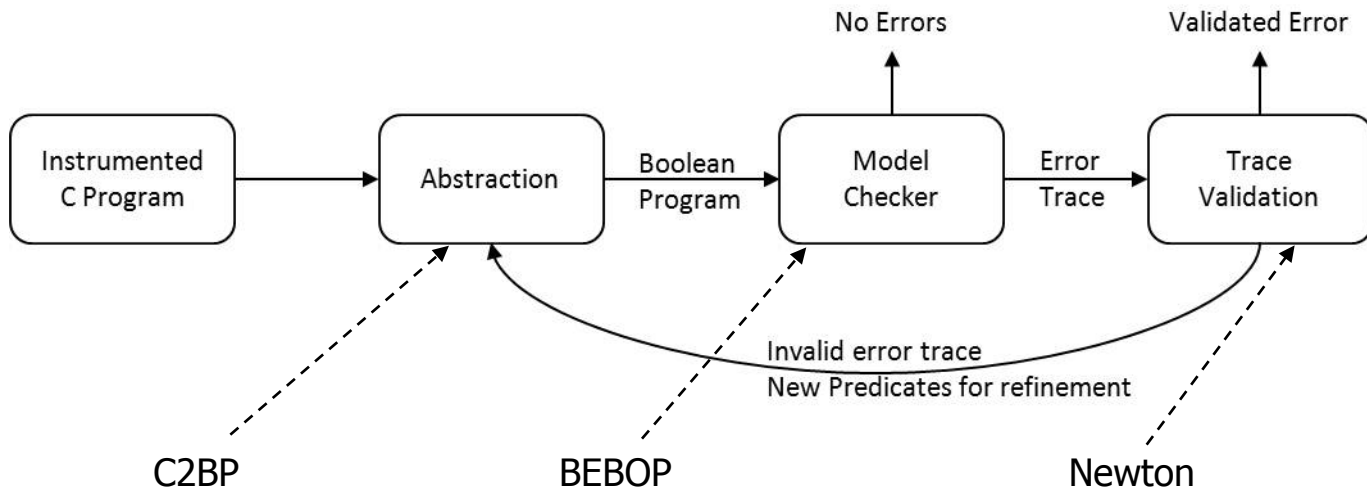 No Errors
Validated Error
Instrumented
C Program
Abstraction
Boolean
Program
Model
Checker
Error
Trace
Trace
Validation
Invalid error trace
New Predicates for refinement
C2BP
BEBOP
Newton